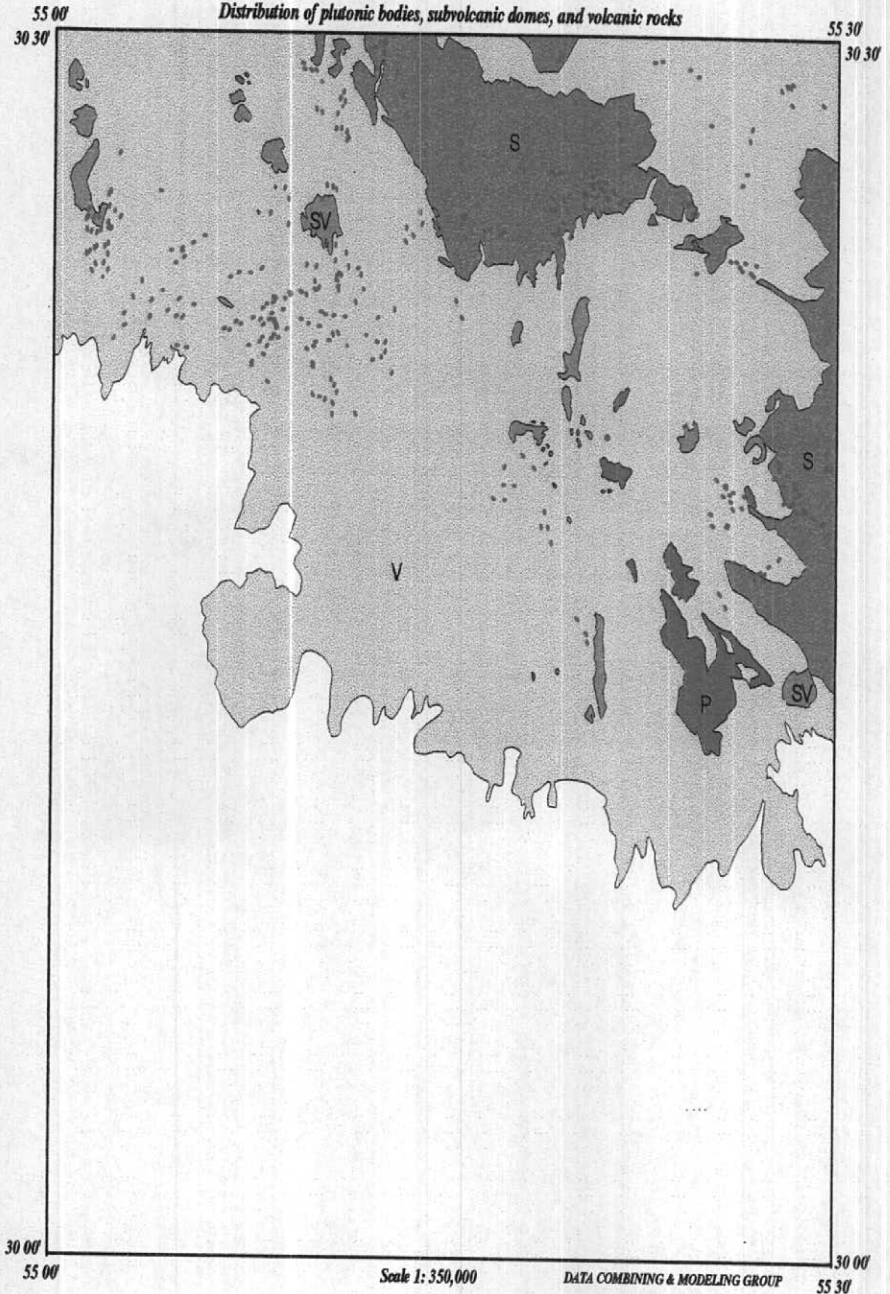 Distribution of plutonic bodies, subvolcanic domes, and volcanic rocks
55 00'
30 30'
55 30'
30 30'
S
SV
S
V
P
SV
30 00'
55 00'
Scale 1: 350,000
DATA COMBINING & MODELING GROUP
30 00'
55 30'